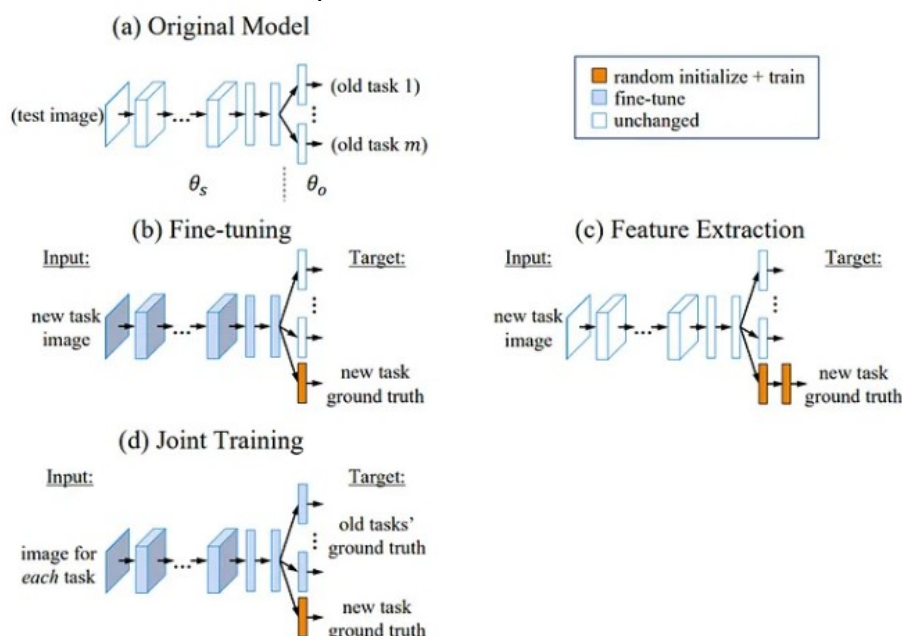 (a) Original Model
(test image)
...
(old task 1)
⋮
(old task m)
θs
θo
random initialize + train
fine-tune
unchanged
(b) Fine-tuning
Input:
Target:
new task
image
...
⋮
new task
ground truth
(c) Feature Extraction
Input:
Target:
new task
image
...
⋮
new task
ground truth
(d) Joint Training
Input:
Target:
image for
each task
...
old tasks'
⋮
ground truth
new task
ground truth